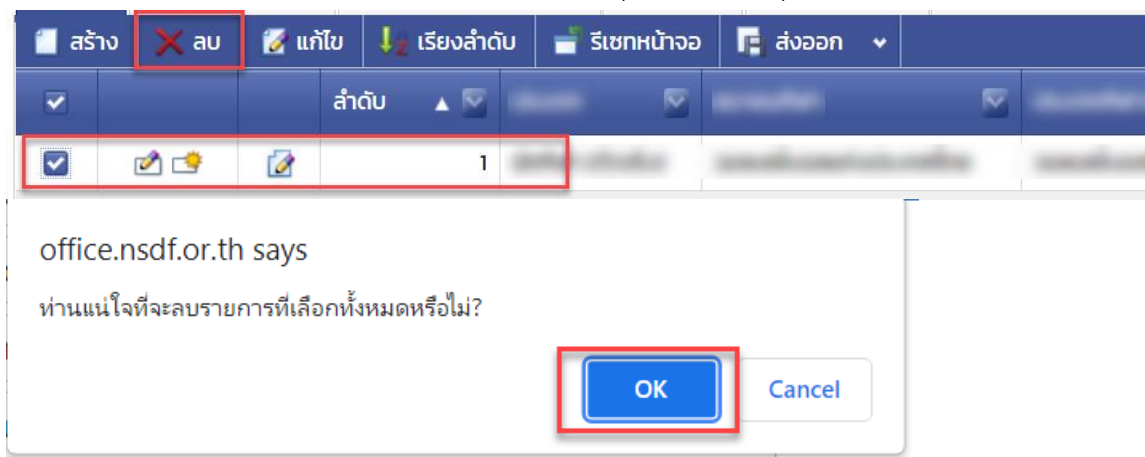 สร้าง ลบ แก้ไข เรียงลำดับ รีเซทหน้าจอ ส่งออก
ลำดับ
1
office.nsdf.or.th says
ท่านแน่ใจที่จะลบรายการที่เลือกทั้งหมดหรือไม่?
OK Cancel